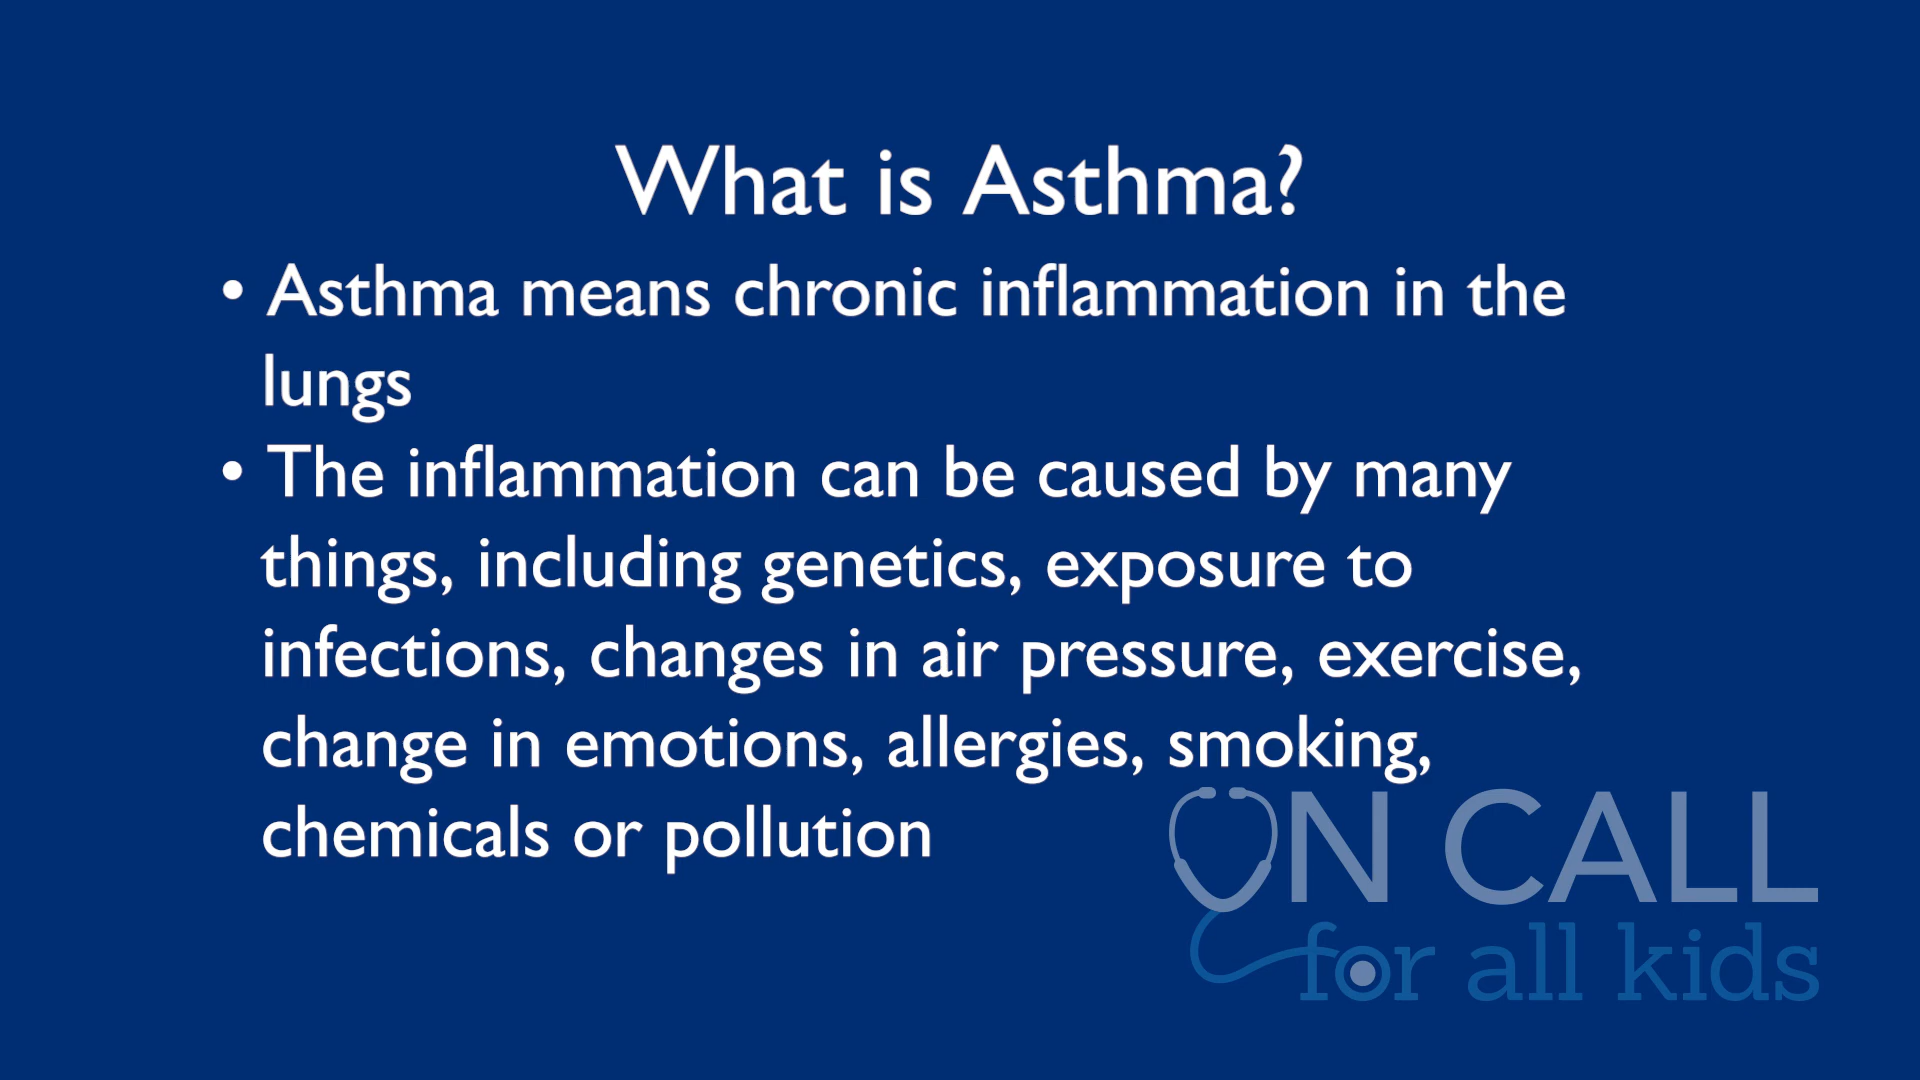 What is Asthma?
• Asthma means chronic inflammation in the
lungs
• The inflammation can be caused by many
things, including genetics, exposure to
infections, changes in air pressure, exercise,
change in emotions, allergies, smoking,
chemicals or pollution
ON CALL
for all kids